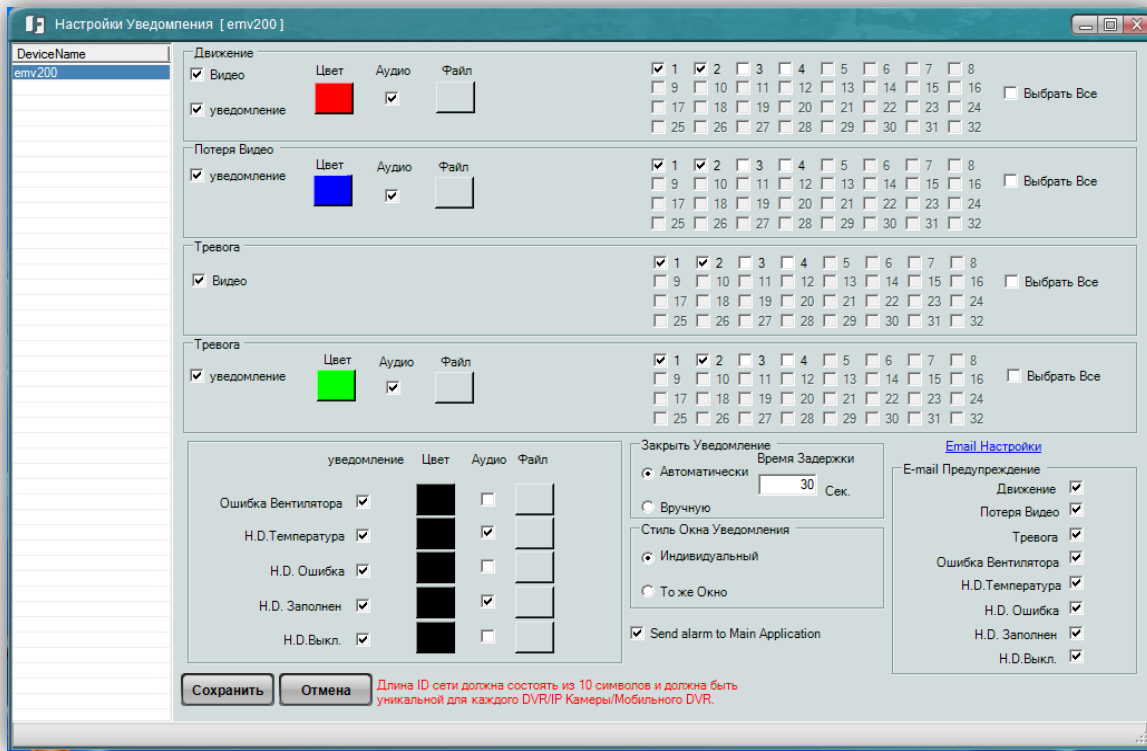 Настройки Уведомления [ emv200 ]
DeviceName
emv200
Движение
Видео
уведомление
Цвет Аудио Файл
1 2 3 4 5 6 7 8
9 10 11 12 13 14 15 16
17 18 19 20 21 22 23 24
25 26 27 28 29 30 31 32
Выбрать Все
Потеря Видео
уведомление
Цвет Аудио Файл
1 2 3 4 5 6 7 8
9 10 11 12 13 14 15 16
17 18 19 20 21 22 23 24
25 26 27 28 29 30 31 32
Выбрать Все
Тревога
Видео
1 2 3 4 5 6 7 8
9 10 11 12 13 14 15 16
17 18 19 20 21 22 23 24
25 26 27 28 29 30 31 32
Выбрать Все
Тревога
уведомление
Цвет Аудио Файл
1 2 3 4 5 6 7 8
9 10 11 12 13 14 15 16
17 18 19 20 21 22 23 24
25 26 27 28 29 30 31 32
Выбрать Все
уведомление Цвет Аудио Файл
Ошибка Вентилятора
H.D.Температура
H.D. Ошибка
H.D. Заполнен
H.D.Выкл.
Закрыть Уведомление
Время Задержки
Автоматически
30 Сек.
Вручную
Стиль Окна Уведомления
Индивидуальный
То же Окно
Send alarm to Main Application
Email Настройки
E-mail Предупреждение
Движение
Потеря Видео
Тревога
Ошибка Вентилятора
H.D.Температура
H.D. Ошибка
H.D. Заполнен
H.D.Выкл.
Сохранить
Отмена
Длина ID сети должна состоять из 10 символов и должна быть
уникальной для каждого DVR/IP Камеры/Мобильного DVR.